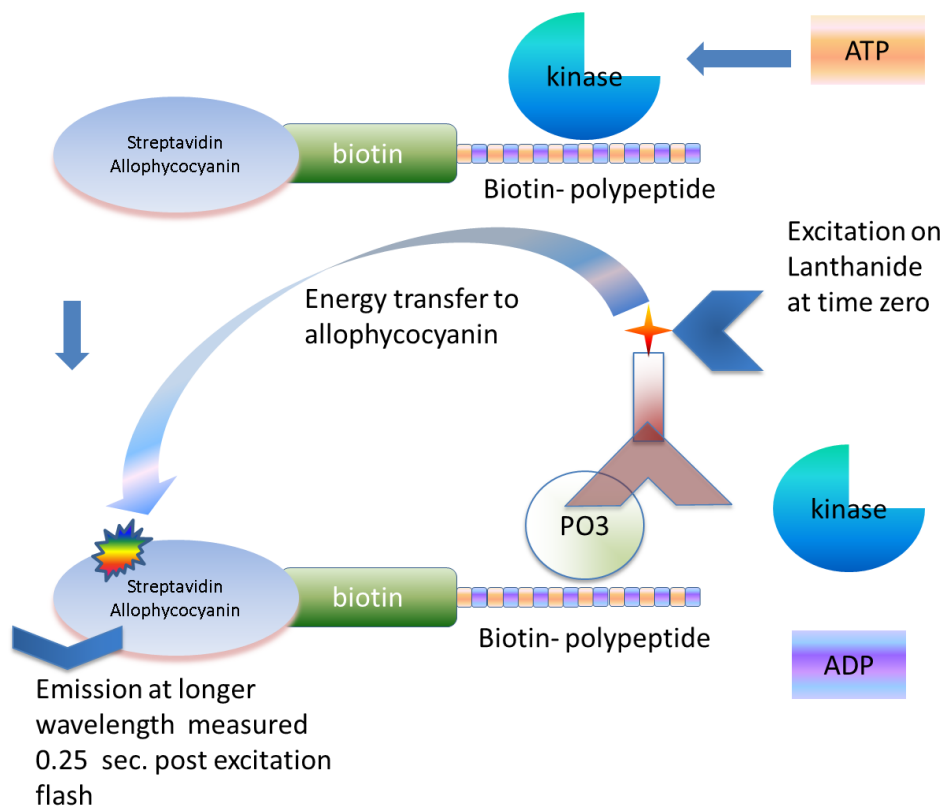 kinase
ATP
Streptavidin
Allophycocyanin
biotin
Biotin- polypeptide
Excitation on
Lanthanide
at time zero
Energy transfer to
allophycocyanin
PO3
kinase
Streptavidin
Allophycocyanin
biotin
Biotin- polypeptide
ADP
Emission at longer
wavelength measured
0.25 sec. post excitation
flash